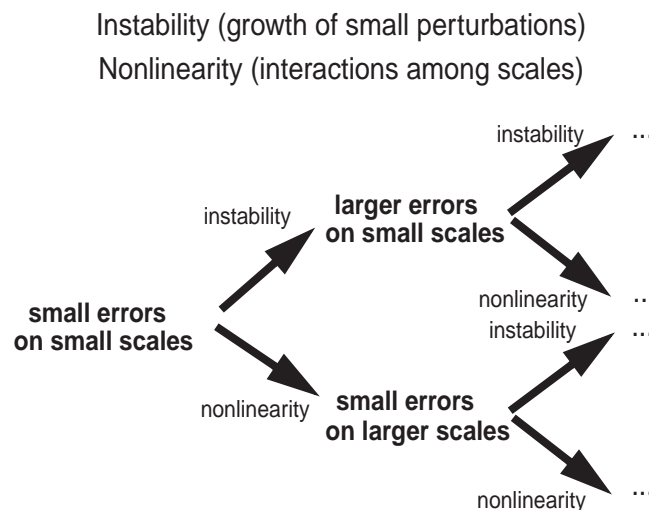 Instability (growth of small perturbations)
Nonlinearity (interactions among scales)
instability ...
instability
larger errors
on small scales
nonlinearity ...
small errors
on small scales
instability ...
nonlinearity
small errors
on larger scales
nonlinearity ...